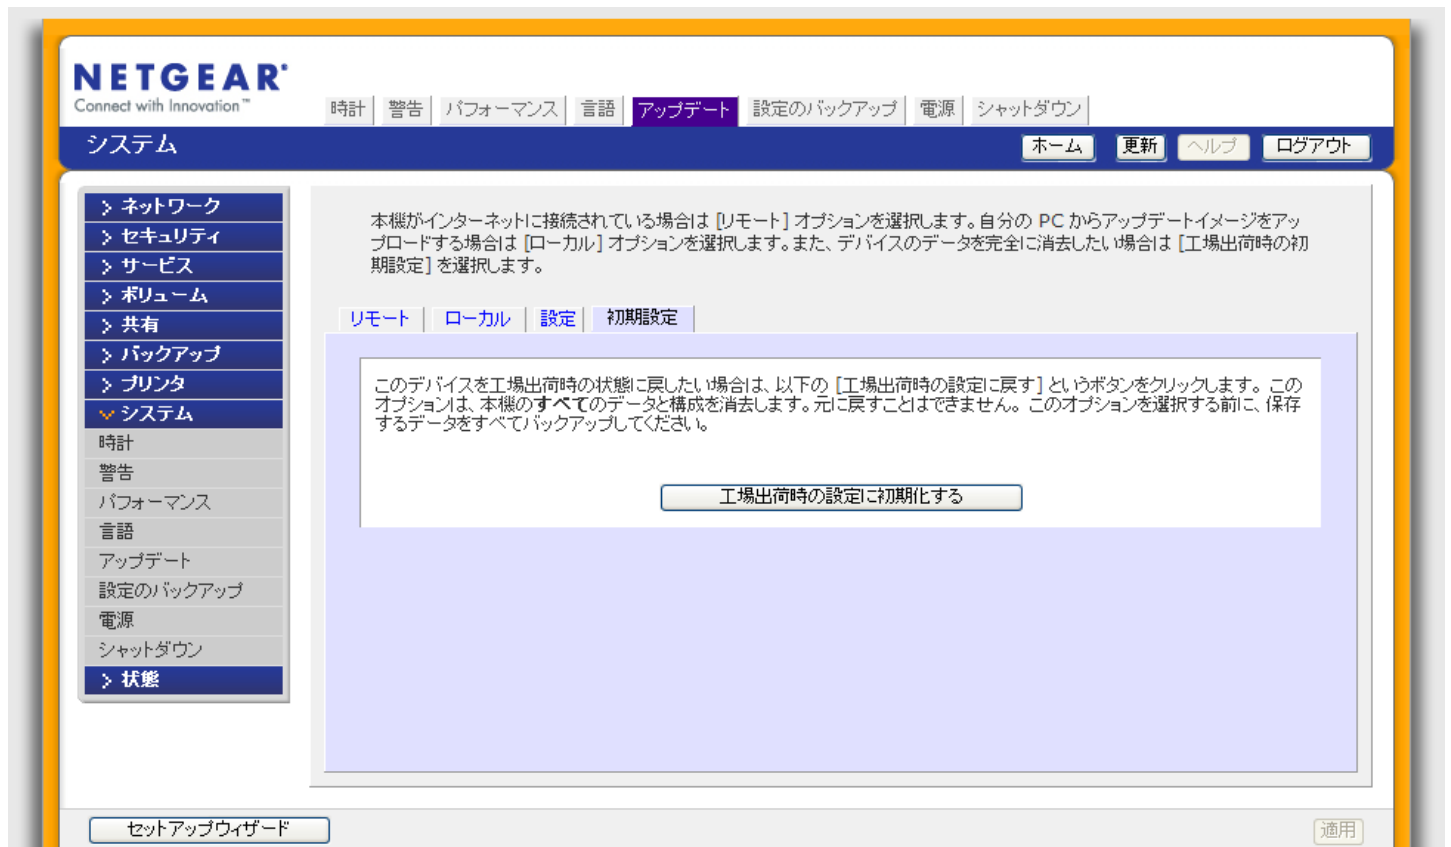 NETGEAR®
Connect with Innovation™
時計 警告 パフォーマンス 言語 アップデート 設定のバックアップ 電源 シャットダウン
システム
ホーム 更新 ヘルプ ログアウト
> ネットワーク
> セキュリティ
> サービス
> ボリューム
> 共有
> バックアップ
> プリンタ
システム
時計
警告
パフォーマンス
言語
アップデート
設定のバックアップ
電源
シャットダウン
> 状態
本機がインターネットに接続されている場合は [リモート] オプションを選択します。自分の PC からアップデートイメージをアッ
プロードする場合は [ローカル] オプションを選択します。また、デバイスのデータを完全に消去したい場合は [工場出荷時の初
期設定] を選択します。
リモート ローカル 設定 初期設定
このデバイスを工場出荷時の状態に戻したい場合は、以下の [工場出荷時の設定に戻す] というボタンをクリックします。この
オプションは、本機のすべてのデータと構成を消去します。元に戻すことはできません。このオプションを選択する前に、保存
するデータをすべてバックアップしてください。
工場出荷時の設定に初期化する
セットアップウィザード
適用